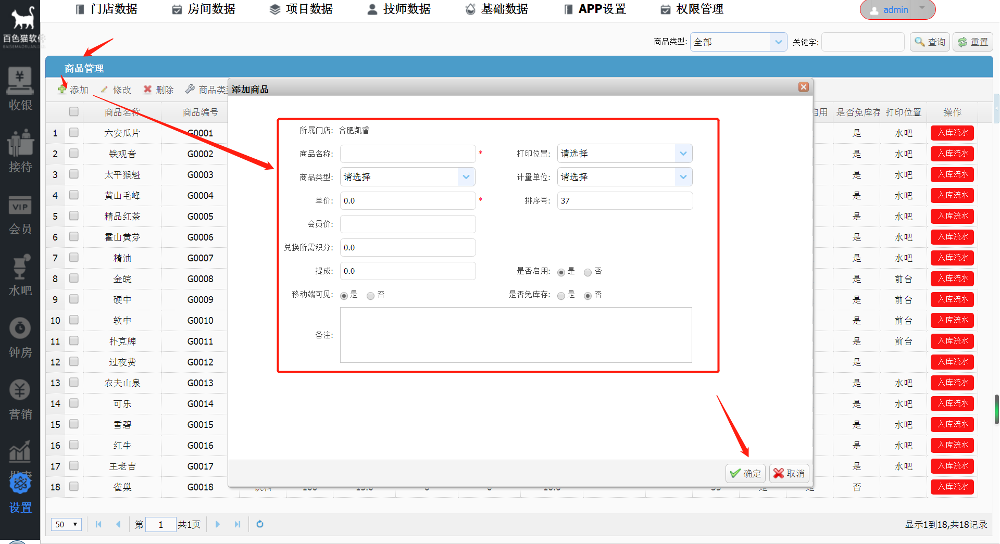 门店数据 房间数据 项目数据 技师数据 基础数据 APP设置 权限管理 admin
百色猫软件
商品类型: 全部 关键字: 查询 重置
商品管理
添加 修改 删除 商品类
添加商品
商品名称 商品编号 启用 是否免库存 打印位置 操作
1 六安瓜片 G0001 是 水吧 入库流水
2 铁观音 G0002 是 水吧 入库流水
3 太平猴魁 G0003 是 水吧 入库流水
4 黄山毛峰 G0004 是 水吧 入库流水
5 精品红茶 G0005 是 水吧 入库流水
6 霍山黄芽 G0006 是 水吧 入库流水
7 精油 G0007 是 水吧 入库流水
8 金皖 G0008 是 前台 入库流水
9 硬中 G0009 是 前台 入库流水
10 软中 G0010 是 前台 入库流水
11 扑克牌 G0011 是 前台 入库流水
12 过夜费 G0012 是 入库流水
13 农夫山泉 G0013 是 水吧 入库流水
14 可乐 G0014 是 水吧 入库流水
15 雪碧 G0015 是 水吧 入库流水
16 红牛 G0016 是 水吧 入库流水
17 王老吉 G0017 是 水吧 入库流水
18 雀巢 G0018 饮料 100 15.0 0 0 10.0 35 是 是 否 入库流水
所属门店: 合肥凯睿
商品名称: * 打印位置: 请选择
商品类型: 请选择 计量单位: 请选择
单价: 0.0 * 排序号: 37
会员价:
兑换所需积分: 0.0
提成: 0.0 是否启用: 是 否
移动端可见: 是 否 是否免库存: 是 否
备注:
确定 取消
¥
收银
接待
VIP
会员
水吧
钟房
¥
营销
报表
设置
50 第 1 共1页 显示1到18,共18记录